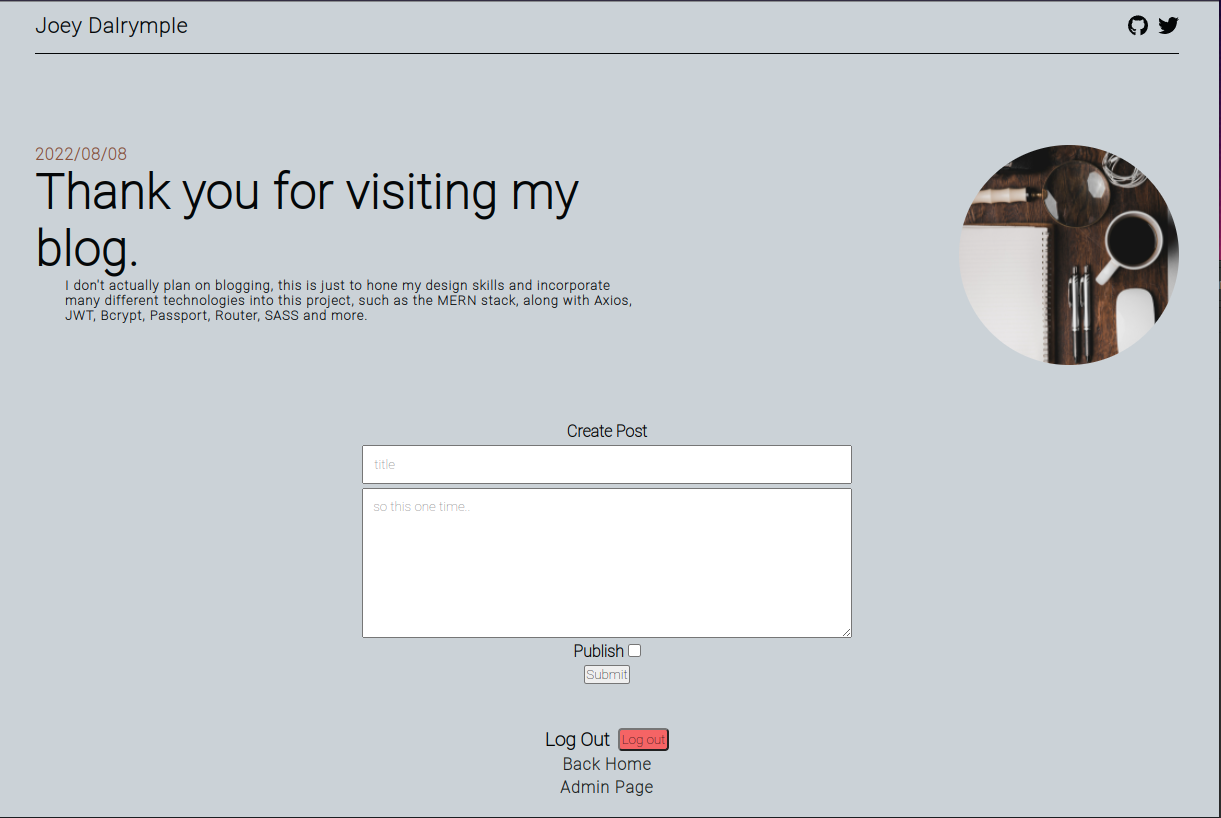 Joey Dalrymple
2022/08/08
Thank you for visiting my
blog.
I don't actually plan on blogging, this is just to hone my design skills and incorporate
many different technologies into this project, such as the MERN stack, along with Axios,
JWT, Bcrypt, Passport, Router, SASS and more.
Create Post
title
so this one time..
Publish
Submit
Log Out Log out
Back Home
Admin Page